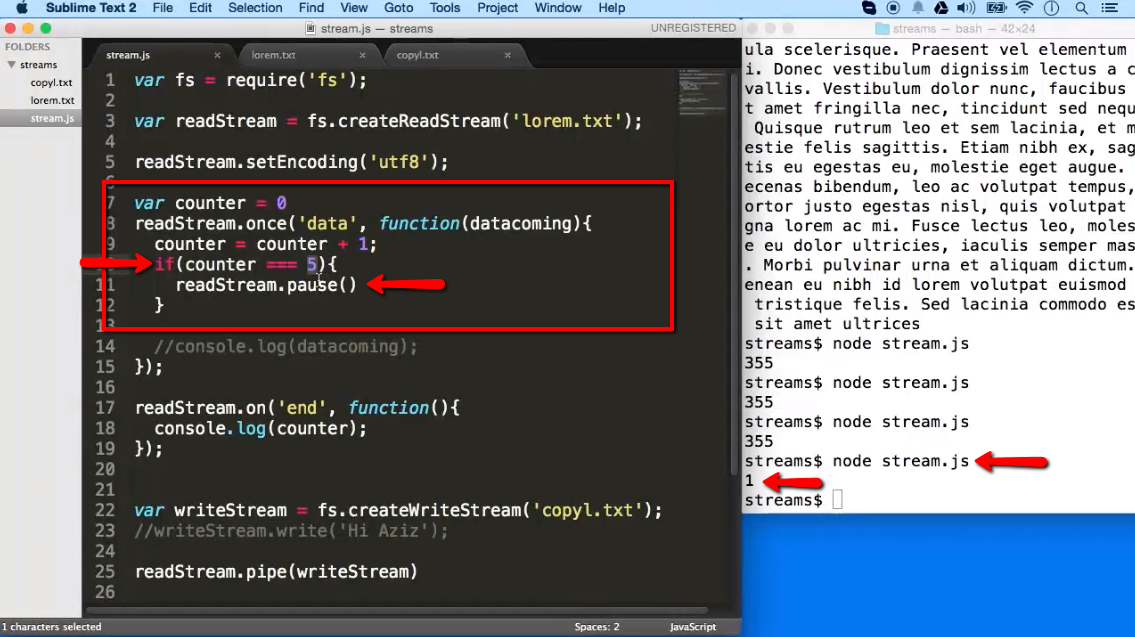 Sublime Text 2 File Edit Selection Find View Goto Tools Project Window Help
stream.js — streams
UNREGISTERED
FOLDERS
streams
copyl.txt
lorem.txt
stream.js
stream.js
lorem.txt
copyl.txt
1 var fs = require('fs');
2
3 var readStream = fs.createReadStream('lorem.txt');
4
5 readStream.setEncoding('utf8');
6
7 var counter = 0
8 readStream.once('data', function(datacoming){
9 counter = counter + 1;
if(counter === 5){
11 readStream.pause()
12 }
13
14 //console.log(datacoming);
15 });
16
17 readStream.on('end', function(){
18 console.log(counter);
19 });
20
21
22 var writeStream = fs.createWriteStream('copyl.txt');
23 //writeStream.write('Hi Aziz');
24
25 readStream.pipe(writeStream)
26
1 characters selected
Spaces: 2
JavaScript
streams — bash — 42×24
ula scelerisque. Praesent vel elementum
i. Donec vestibulum dignissim lectus a c
vallis. Vestibulum dolor nunc, faucibus
t amet fringilla nec, tincidunt sed neq
Quisque rutrum leo et sem lacinia, et m
estie felis sagittis. Etiam nibh ex, sag
tis eu egestas eu, molestie eget augue.
ecenas bibendum, leo ac volutpat tempus,
ortor justo egestas nisl, quis volutpat
gna lorem ac mi. Fusce lectus leo, moles
e eu dolor ultricies, iaculis semper mas
. Morbi pulvinar urna et aliquam dictum.
enean eu nibh id lorem volutpat euismod
tristique felis. Sed lacinia commodo es
sit amet ultrices
streams$ node stream.js
355
streams$ node stream.js
355
streams$ node stream.js
355
streams$ node stream.js
1
streams$